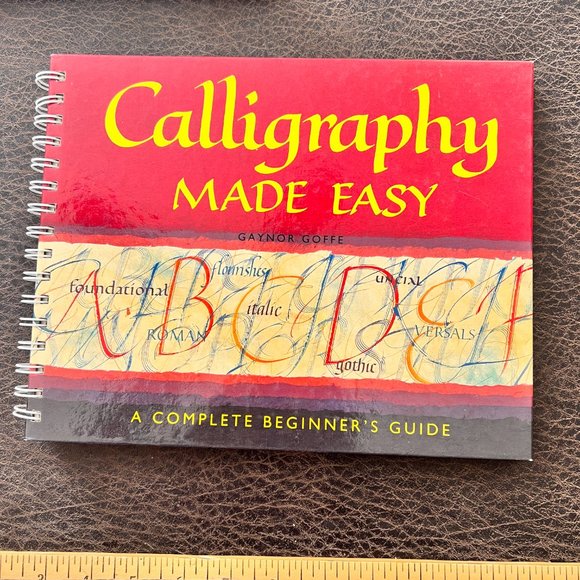 Calligraphy
MADE EASY
GAYNOR GOFFE
flourishes
uncial
foundational
italic
A B C D
ROMAN
VERSALS
gothic
A COMPLETE BEGINNER'S GUIDE